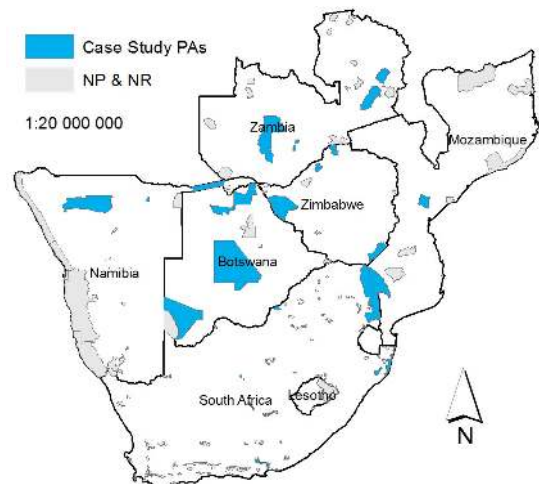 Case Study PAs
NP & NR
1:20 000 000
Zambia
Mozambique
Zimbabwe
Botswana
Namibia
South Africa
Lesotho
N